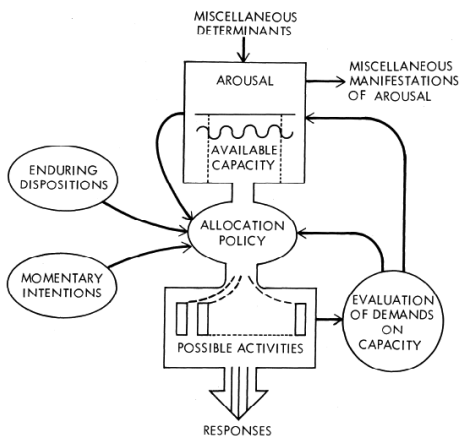 MISCELLANEOUS
DETERMINANTS
AROUSAL
MISCELLANEOUS
MANIFESTATIONS
OF AROUSAL
AVAILABLE
CAPACITY
ENDURING
DISPOSITIONS
ALLOCATION
POLICY
MOMENTARY
INTENTIONS
EVALUATION
OF DEMANDS
ON
CAPACITY
POSSIBLE ACTIVITIES
RESPONSES